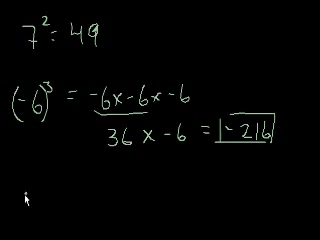 7² = 49
(-6)³ = -6 x -6 x -6
36 x -6 = -216